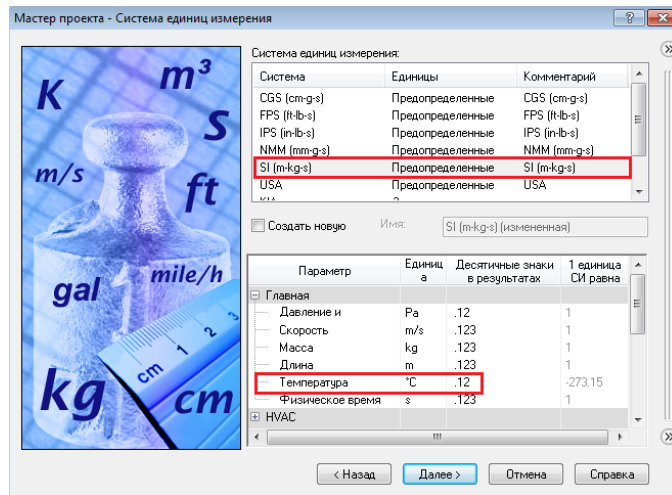 Мастер проекта - Система единиц измерения
K
m³
S
m/s
ft
gal
mile/h
cm 1 2 3
kg
cm
Система единиц измерения:
Система Единицы Комментарий
CGS (cm-g-s) Предопределенные CGS (cm-g-s)
FPS (ft-lb-s) Предопределенные FPS (ft-lb-s)
IPS (in-lb-s) Предопределенные IPS (in-lb-s)
NMM (mm-g-s) Предопределенные NMM (mm-g-s)
SI (m-kg-s) Предопределенные SI (m-kg-s)
USA Предопределенные USA
Создать новую Имя: SI (m-kg-s) (измененная)
Параметр Единица Десятичные знаки в результатах 1 единица СИ равна
Главная
Давление и Pa .12 1
Скорость m/s .123 1
Масса kg .123 1
Длина m .123 1
Температура °C .12 -273.15
Физическое время s .123 1
HVAC
< Назад Далее > Отмена Справка